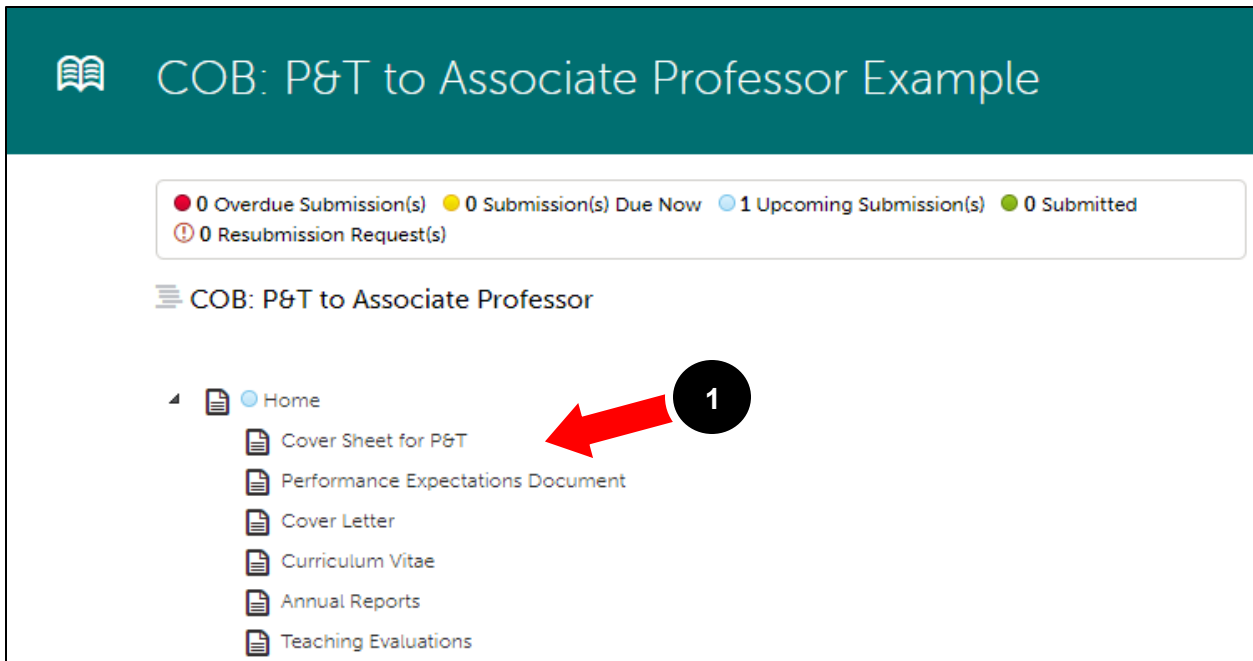 COB: P&T to Associate Professor Example
0 Overdue Submission(s) 0 Submission(s) Due Now 1 Upcoming Submission(s) 0 Submitted
0 Resubmission Request(s)
COB: P&T to Associate Professor
Home
1
Cover Sheet for P&T
Performance Expectations Document
Cover Letter
Curriculum Vitae
Annual Reports
Teaching Evaluations